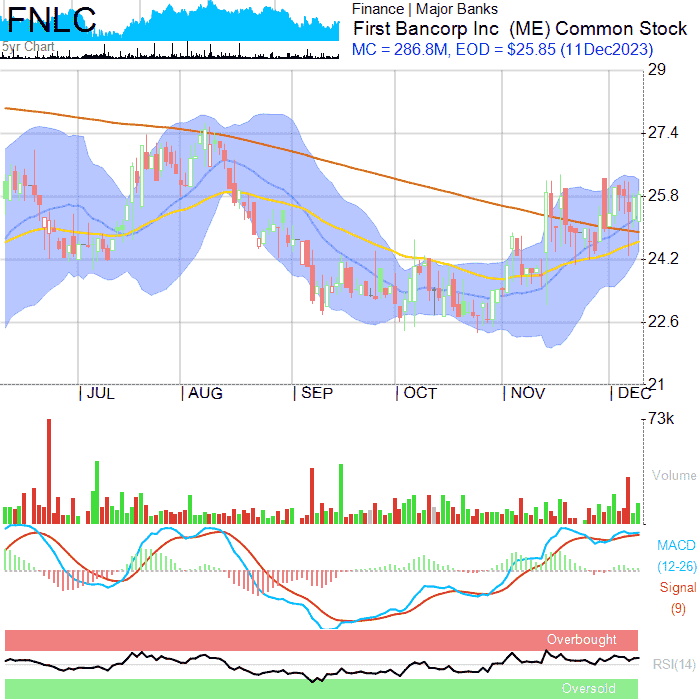 FNLC
5yr Chart
Finance | Major Banks
First Bancorp Inc (ME) Common Stock
MC = 286.8M, EOD = $25.85 (11Dec2023)
29
27.4
25.8
24.2
22.6
21
| JUL | AUG | SEP | OCT | NOV | DEC
73k
Volume
MACD
(12-26)
Signal
(9)
Overbought
RSI(14)
Oversold